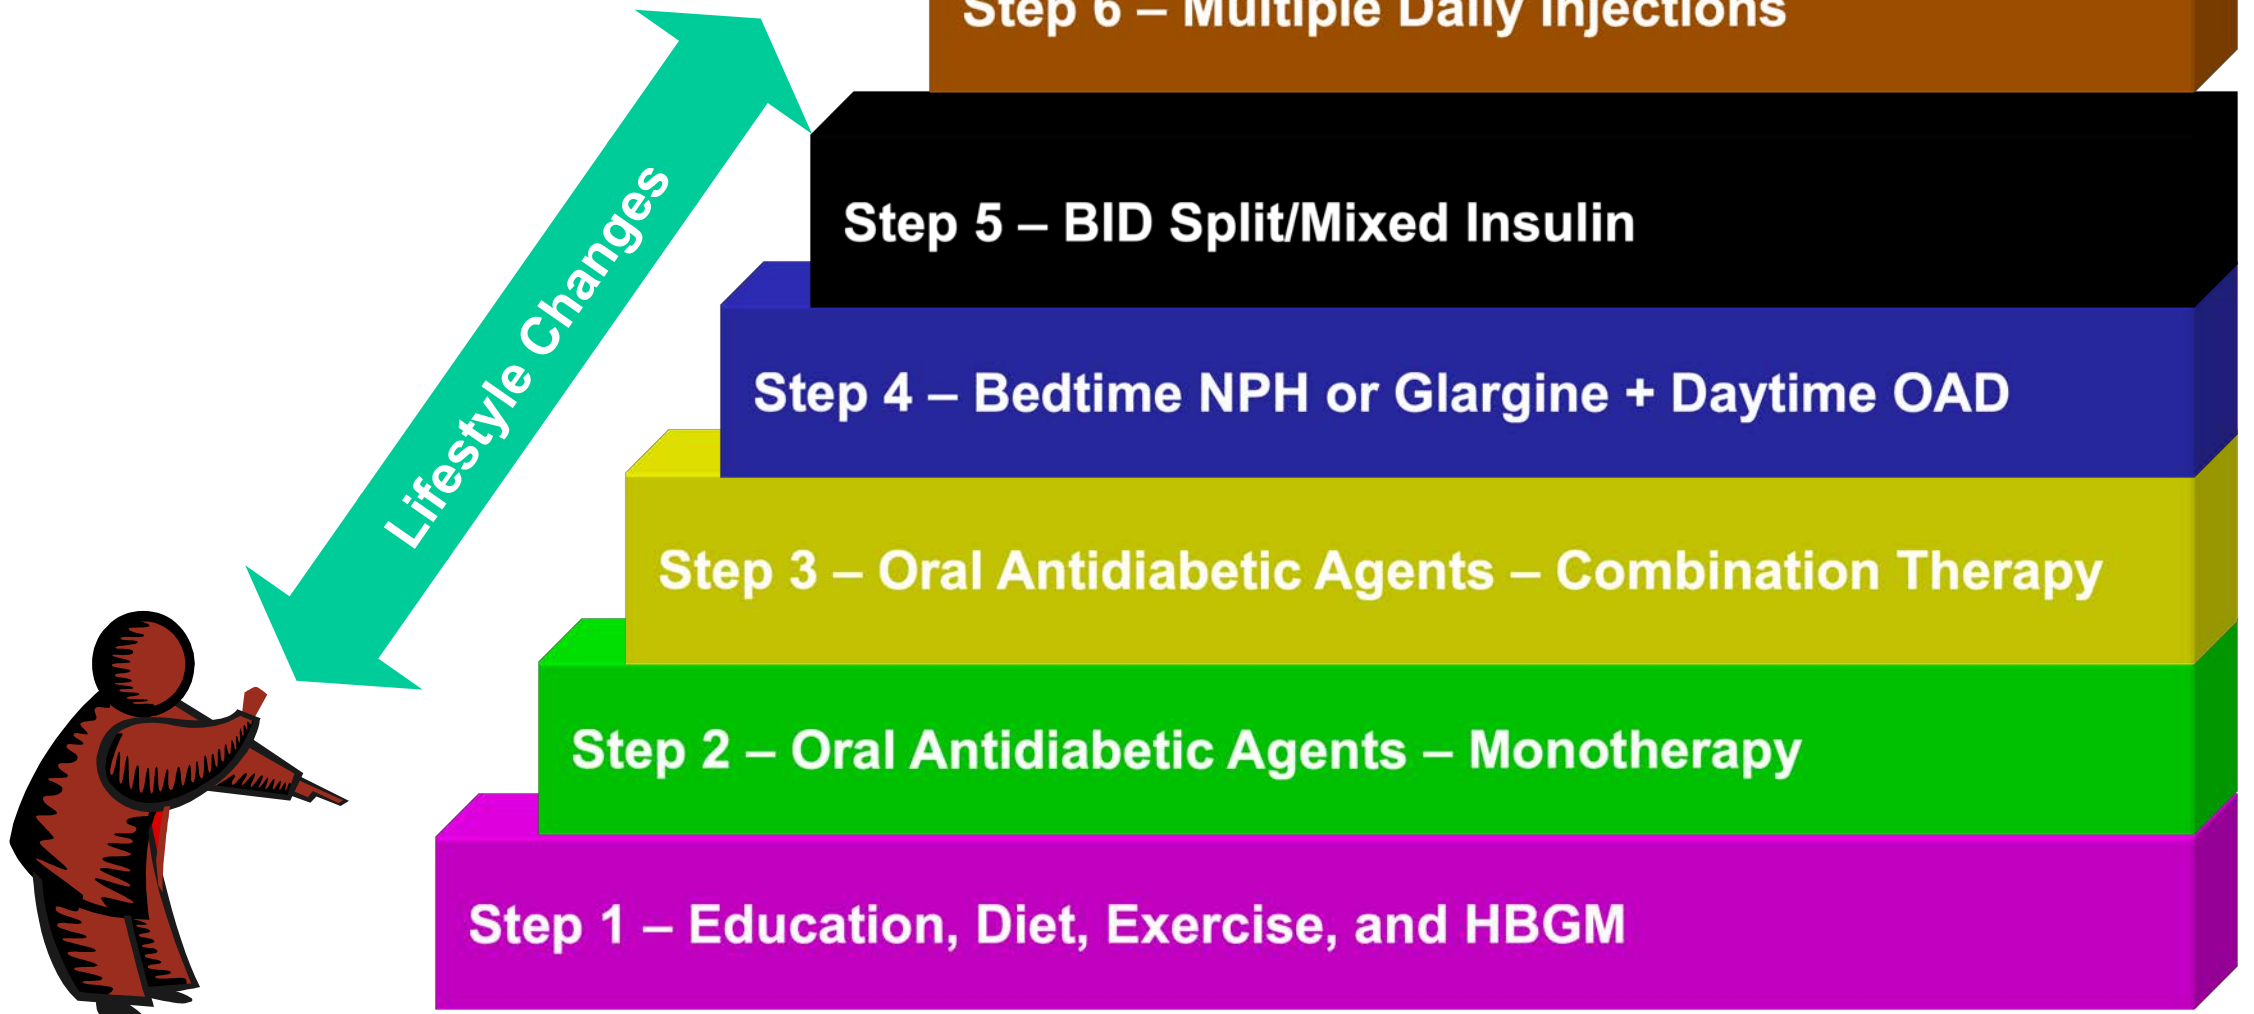 Step 6 – Multiple Daily Injections
Lifestyle Changes
Step 5 – BID Split/Mixed Insulin
Step 4 – Bedtime NPH or Glargine + Daytime OAD
Step 3 – Oral Antidiabetic Agents – Combination Therapy
Step 2 – Oral Antidiabetic Agents – Monotherapy
Step 1 – Education, Diet, Exercise, and HBGM